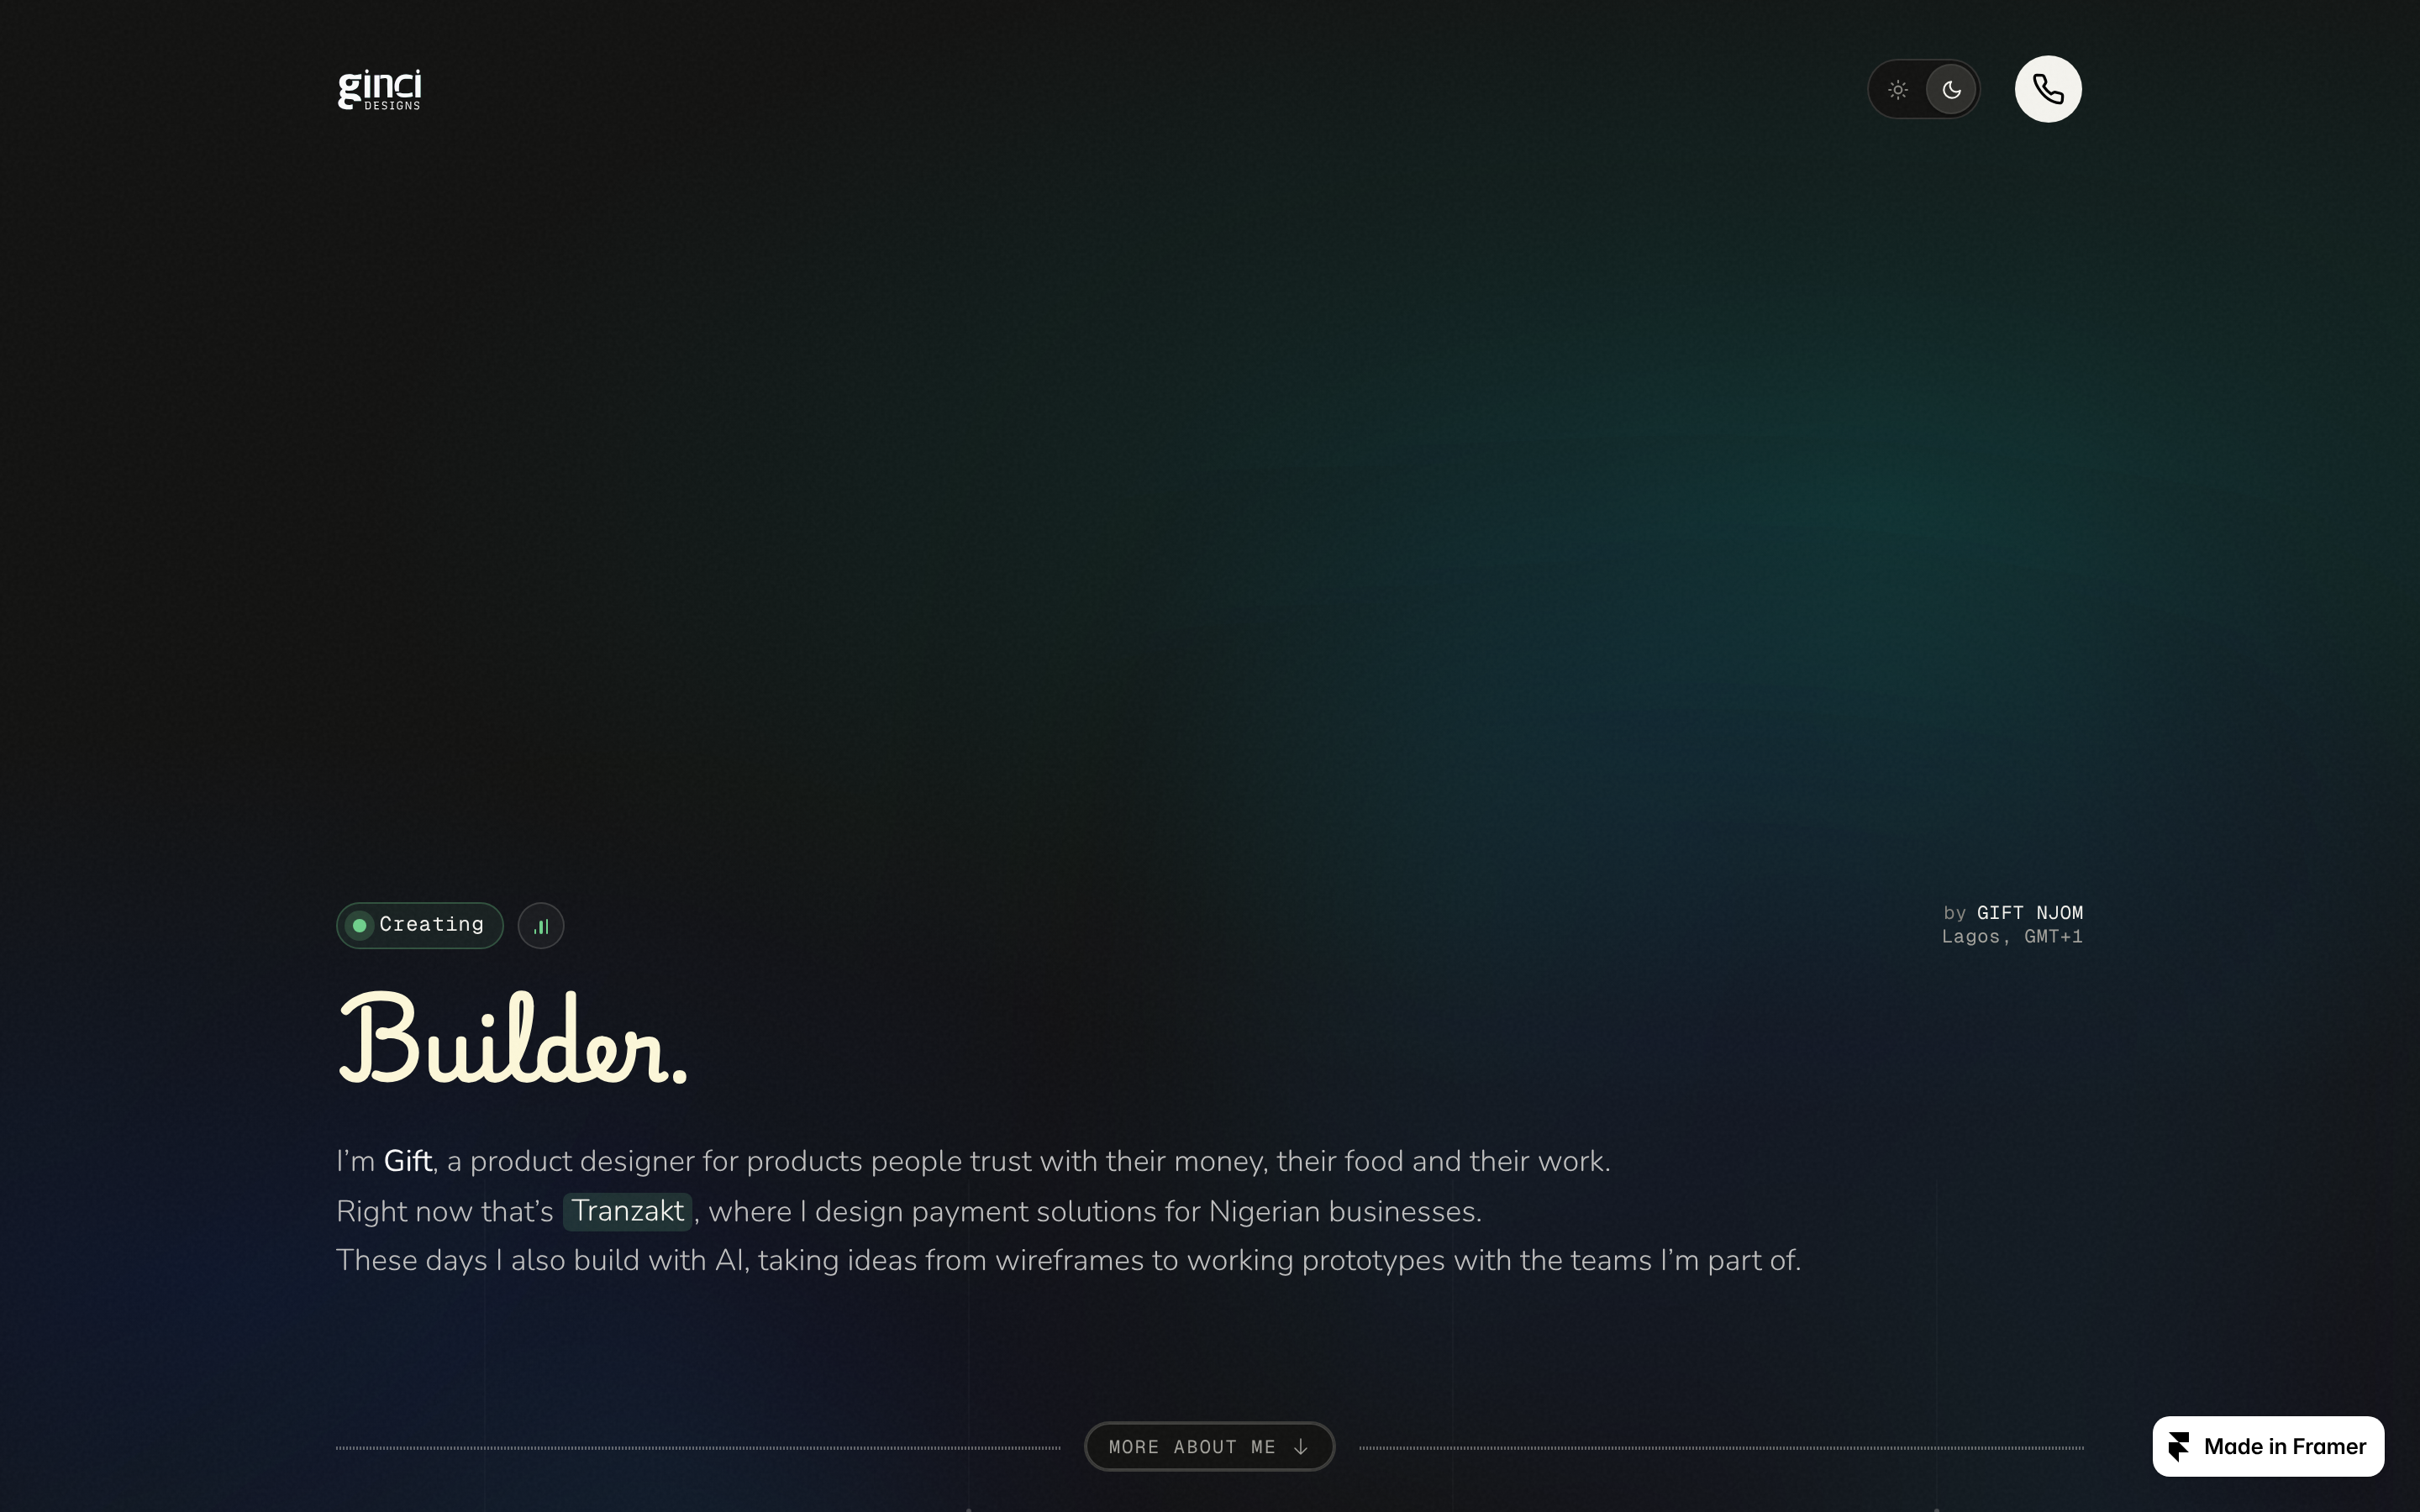 ginci
DESIGNS
Creating
by GIFT NJOM
Lagos, GMT+1
Builder.
I’m Gift, a product designer for products people trust with their money, their food and their work.
Right now that’s Tranzakt, where I design payment solutions for Nigerian businesses.
These days I also build with AI, taking ideas from wireframes to working prototypes with the teams I’m part of.
MORE ABOUT ME ↓
Made in Framer